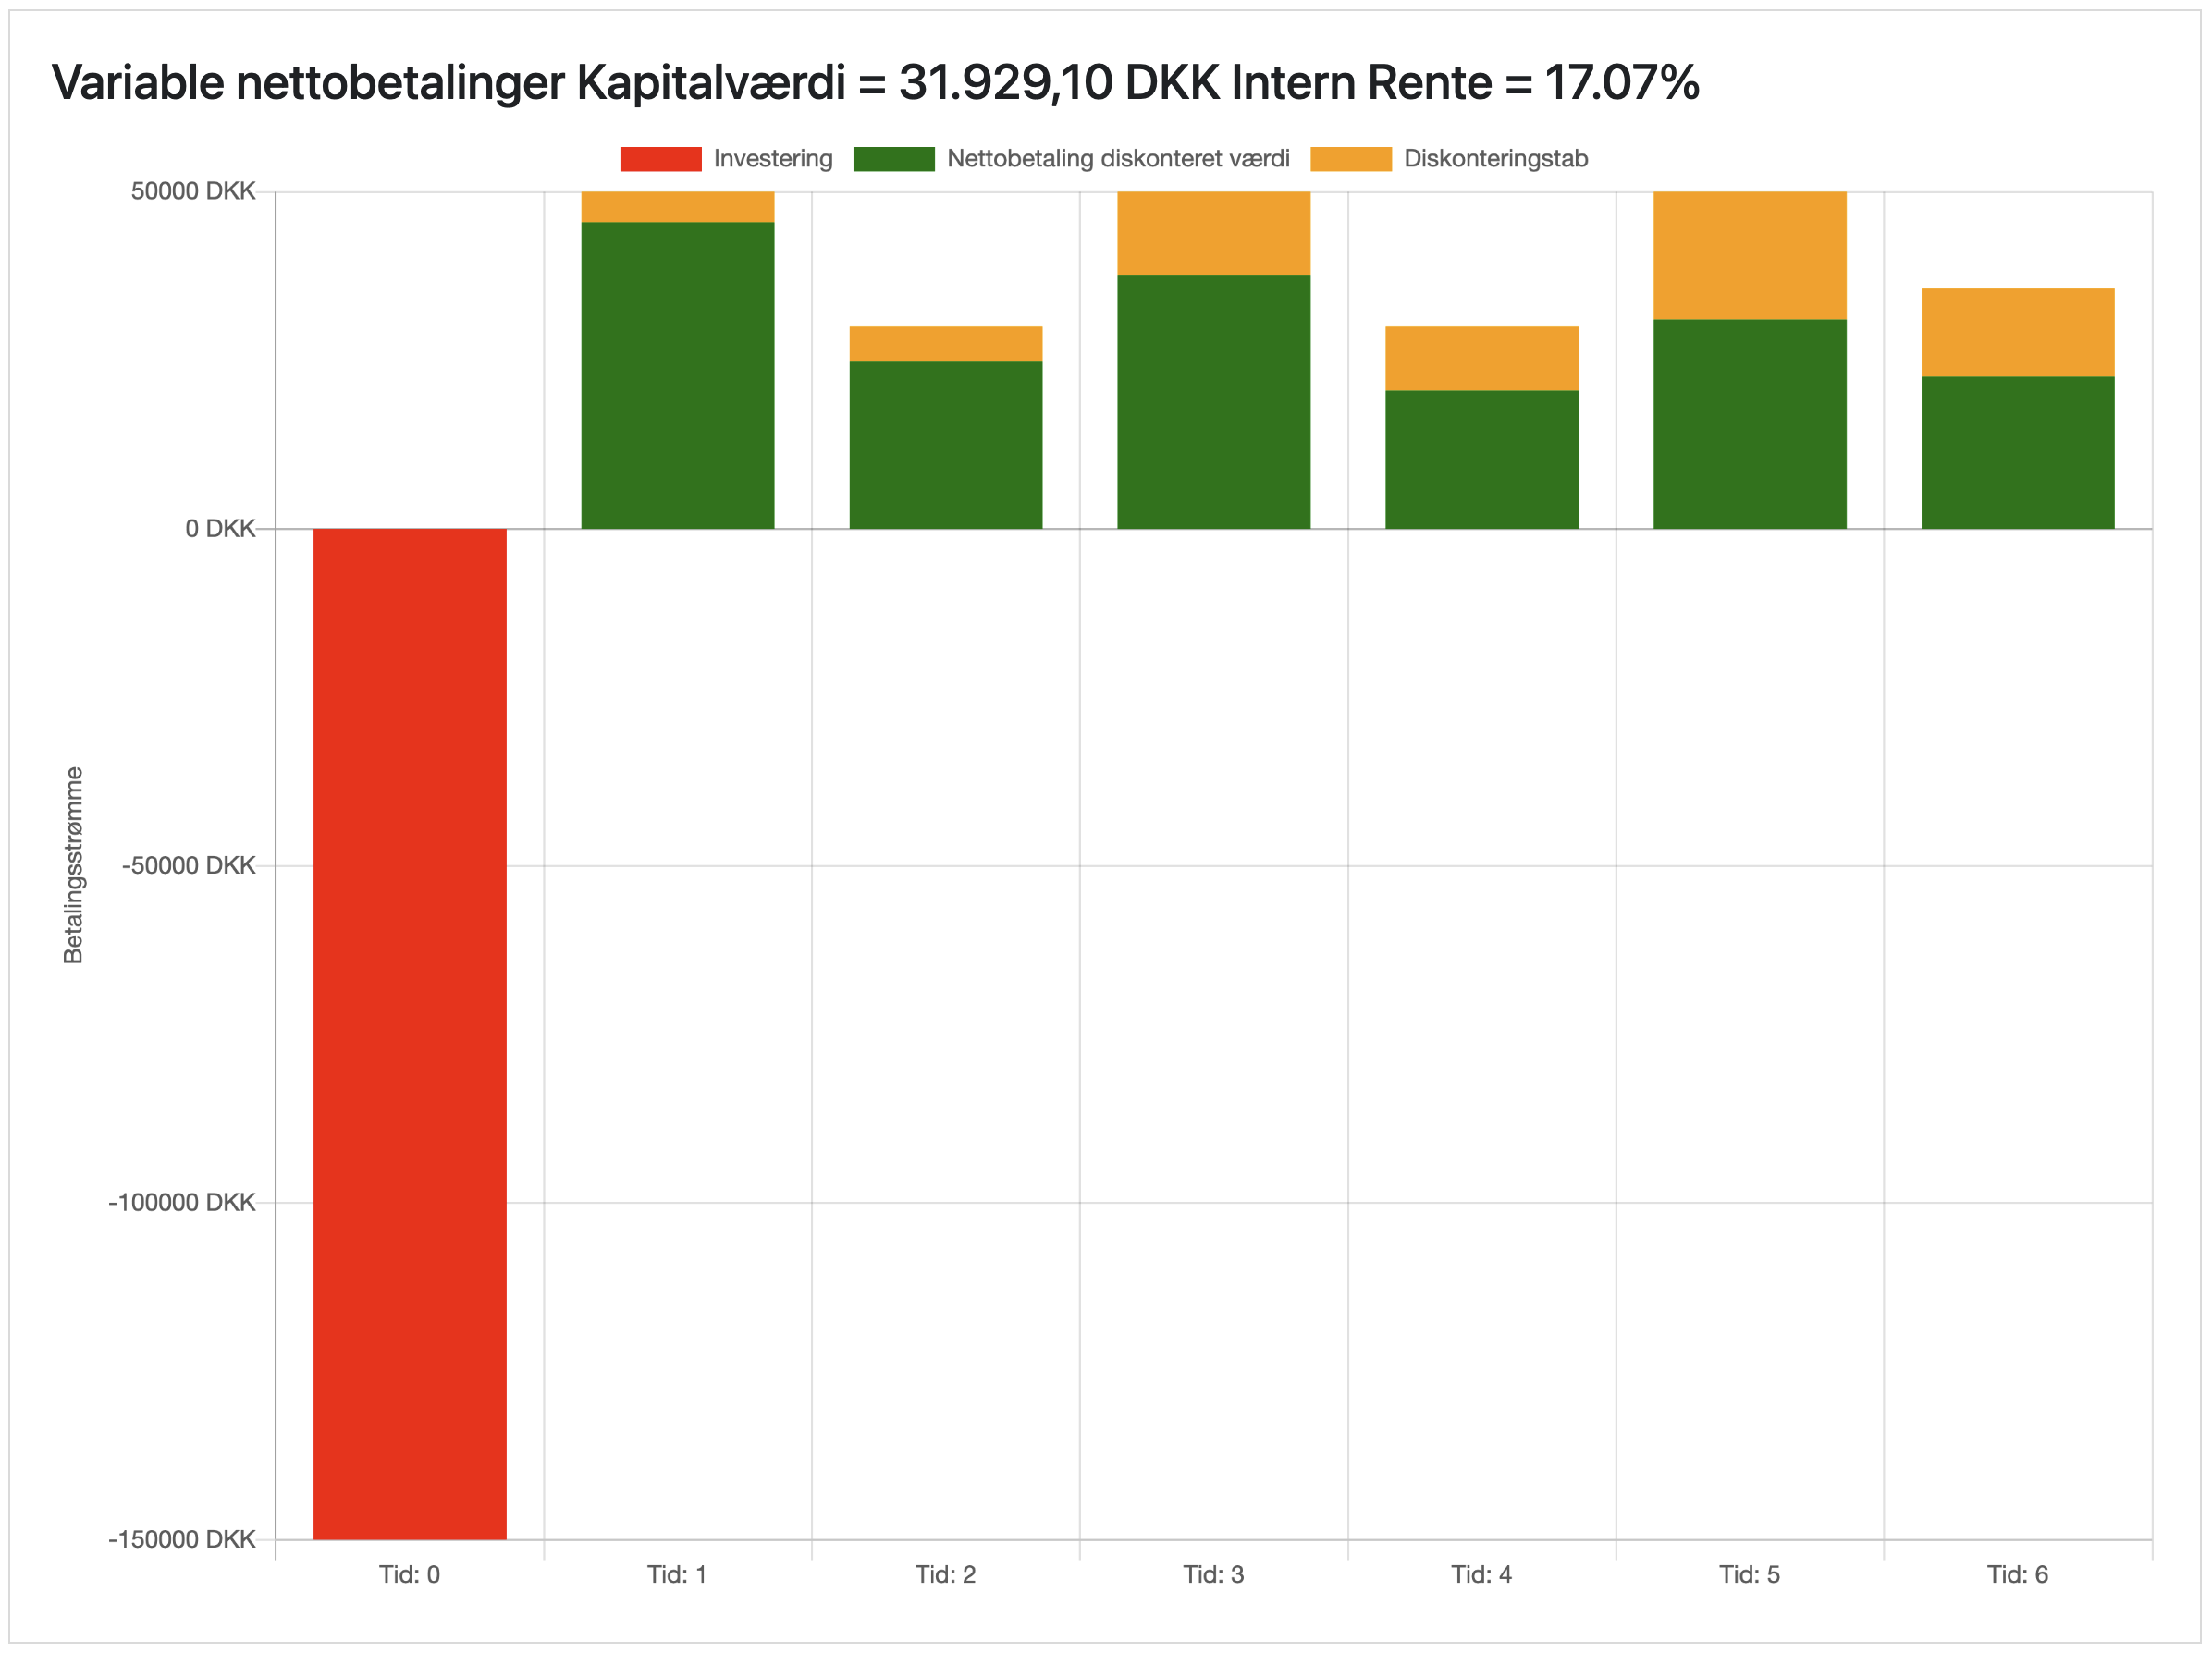 Variable nettobetalinger Kapitalværdi = 31.929,10 DKK Intern Rente = 17.07%
Investering Nettobetaling diskonteret værdi Diskonteringstab
50000 DKK
0 DKK
-50000 DKK
-100000 DKK
-150000 DKK
Betalingsstrømme
Tid: 0 Tid: 1 Tid: 2 Tid: 3 Tid: 4 Tid: 5 Tid: 6